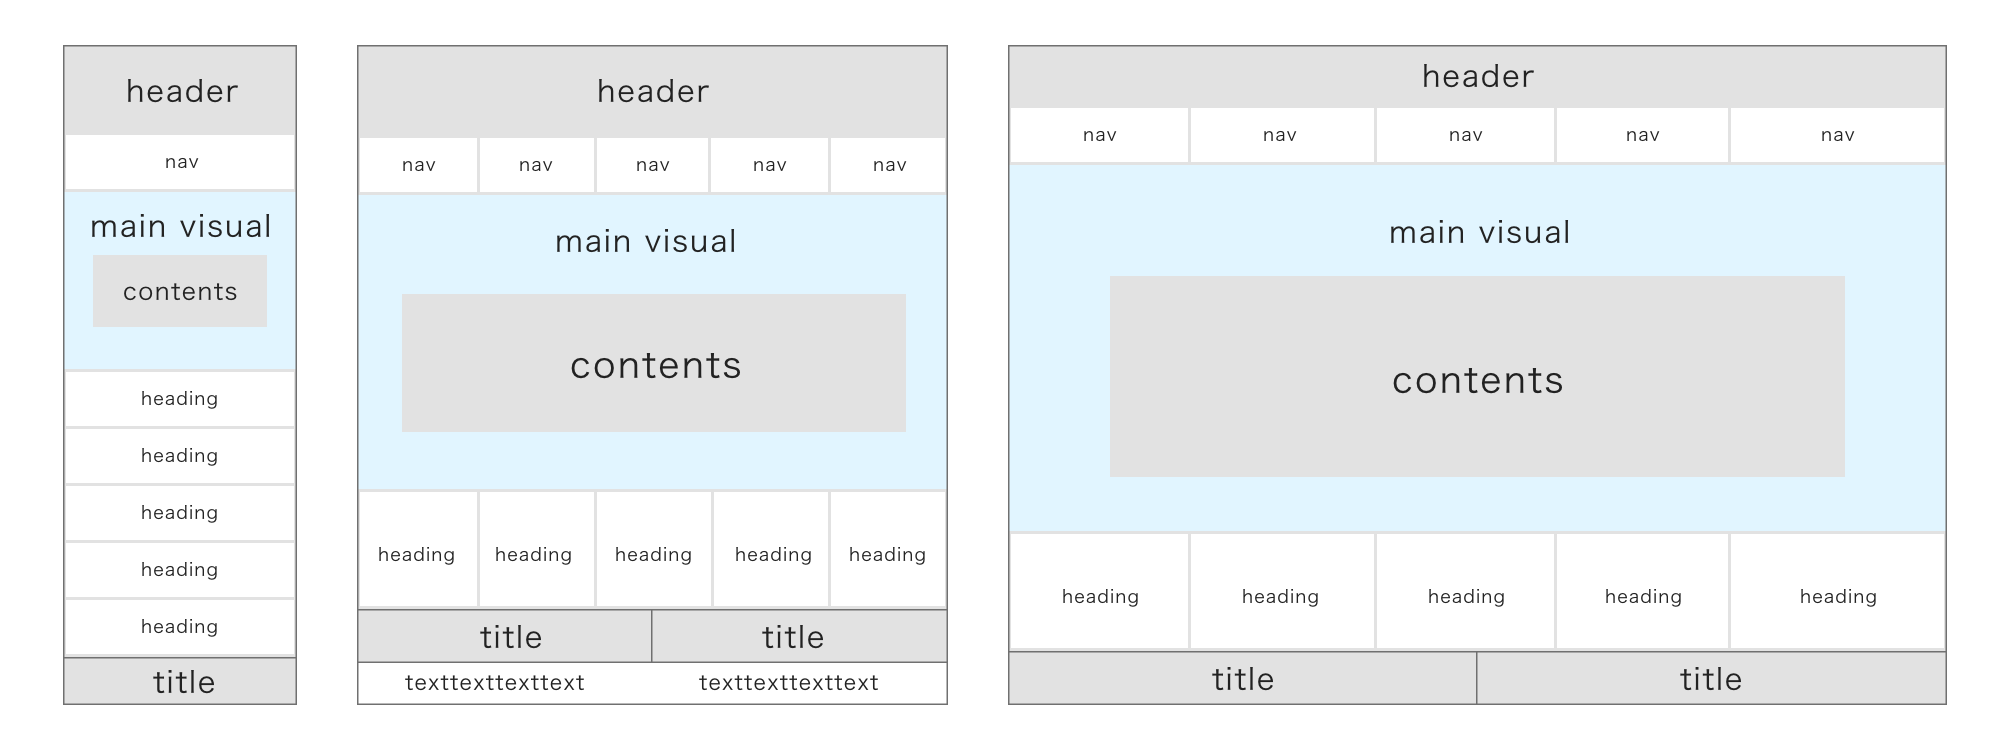 header
nav
main visual
contents
heading
heading
heading
heading
heading
title
header
nav nav nav nav nav
main visual
contents
heading heading heading heading heading
title title
texttexttexttext texttexttexttext
header
nav nav nav nav nav
main visual
contents
heading heading heading heading heading
title title